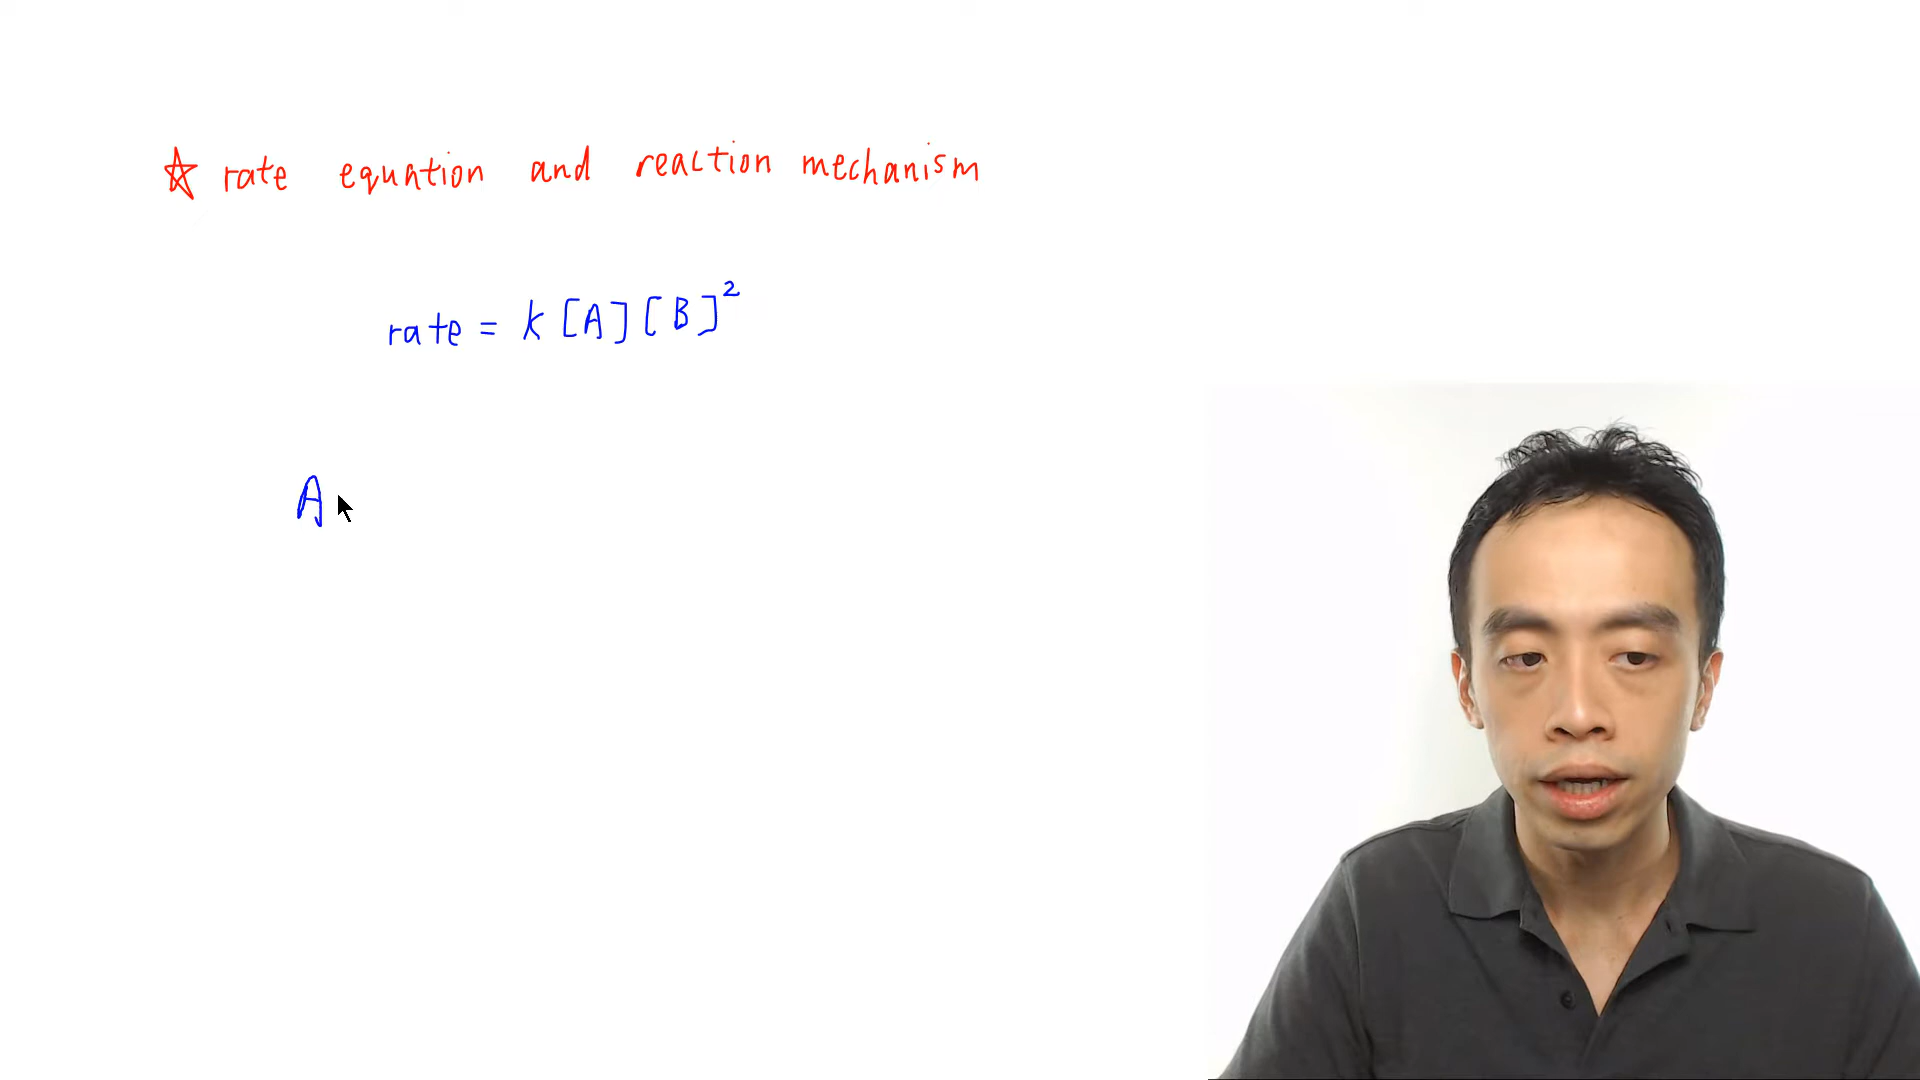 ☆ rate equation and reaction mechanism
rate = k [A] [B]²
A